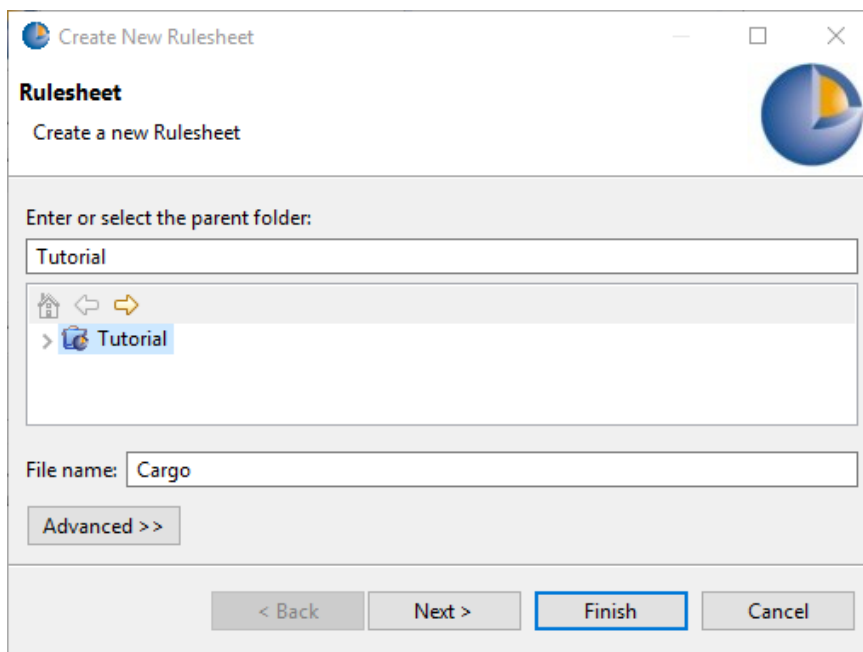 Create New Rulesheet
Rulesheet
Create a new Rulesheet
Enter or select the parent folder:
Tutorial
Tutorial
File name: Cargo
Advanced >>
< Back Next > Finish Cancel